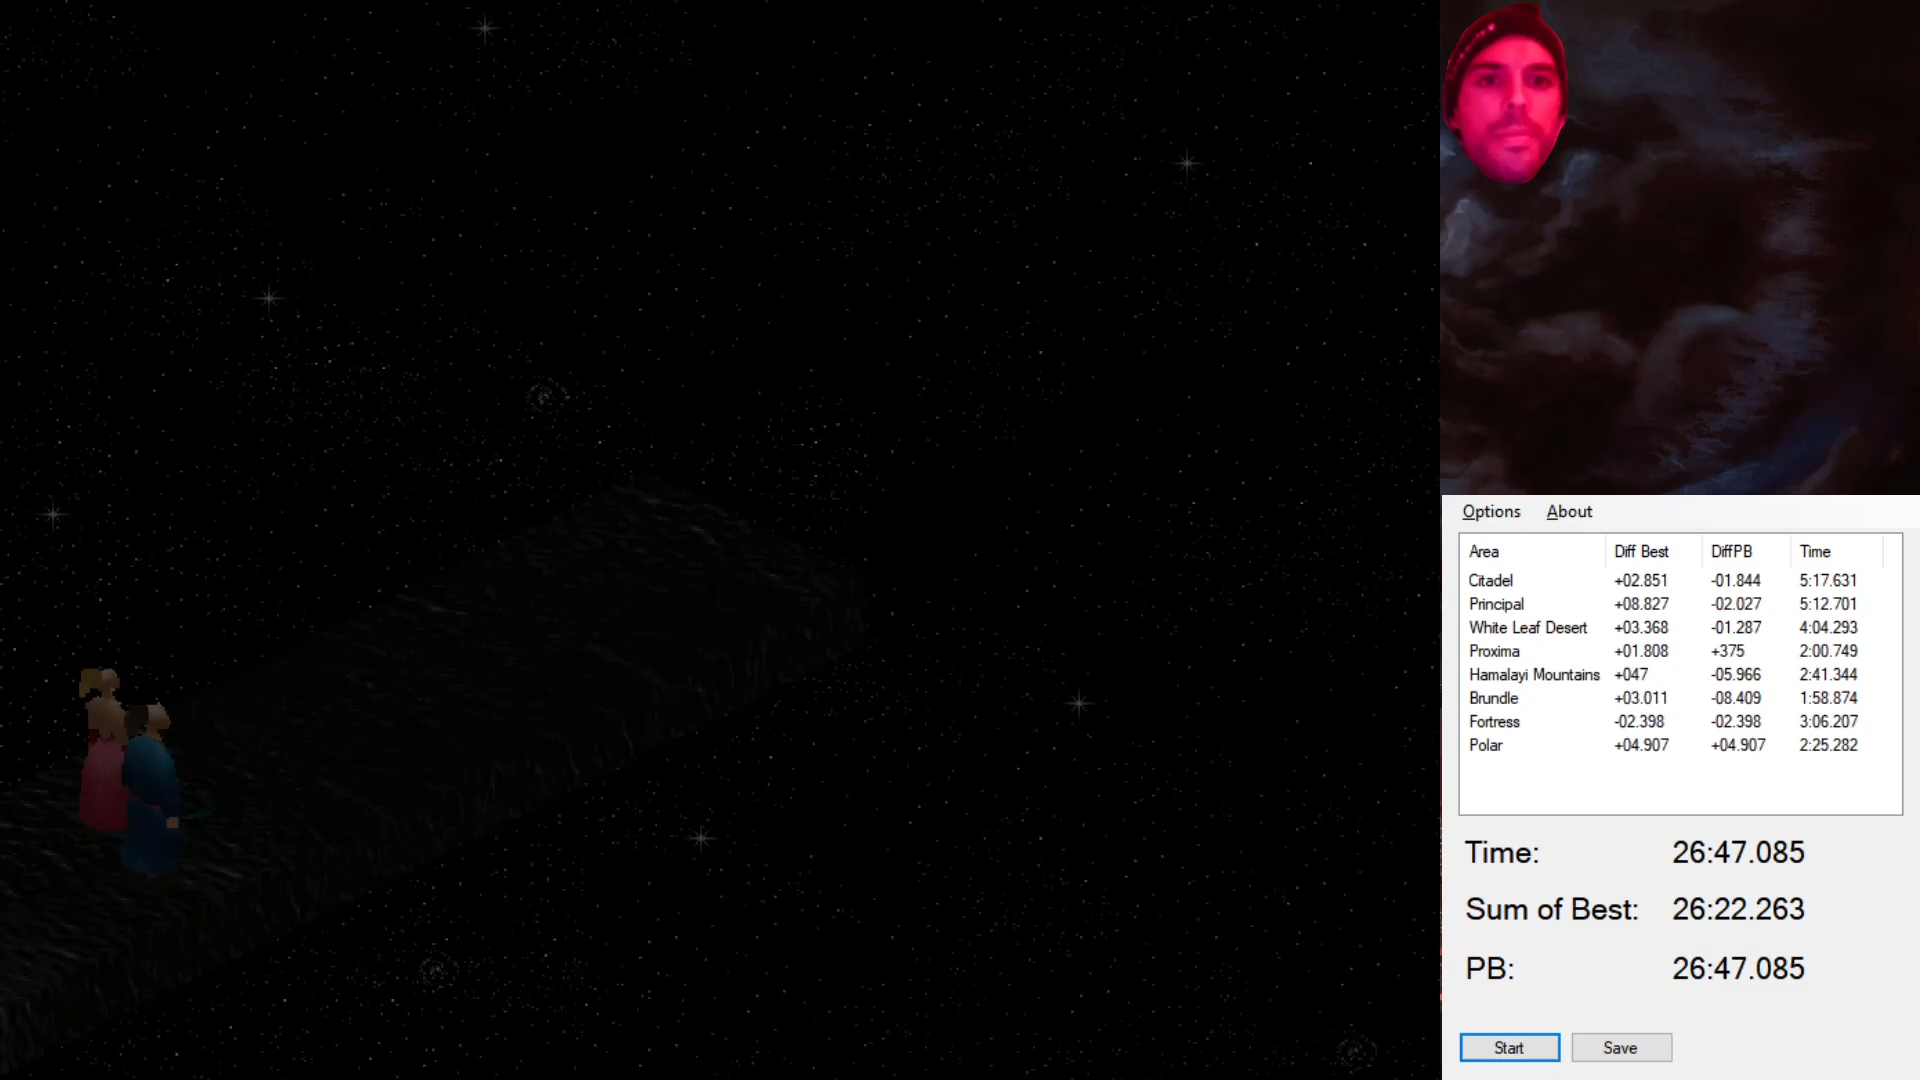 Options About
Area Diff Best DiffPB Time
Citadel +02.851 -01.844 5:17.631
Principal +08.827 -02.027 5:12.701
White Leaf Desert +03.368 -01.287 4:04.293
Proxima +01.808 +375 2:00.749
Hamalayi Mountains +047 -05.966 2:41.344
Brundle +03.011 -08.409 1:58.874
Fortress -02.398 -02.398 3:06.207
Polar +04.907 +04.907 2:25.282
Time: 26:47.085
Sum of Best: 26:22.263
PB: 26:47.085
Start Save